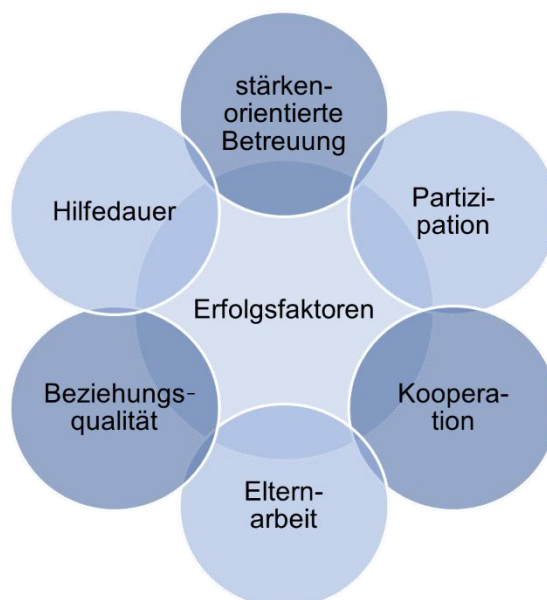 stärken-
orientierte
Betreuung
Hilfedauer
Partizi-
pation
Erfolgsfaktoren
Beziehungs-
qualität
Koopera-
tion
Eltern-
arbeit